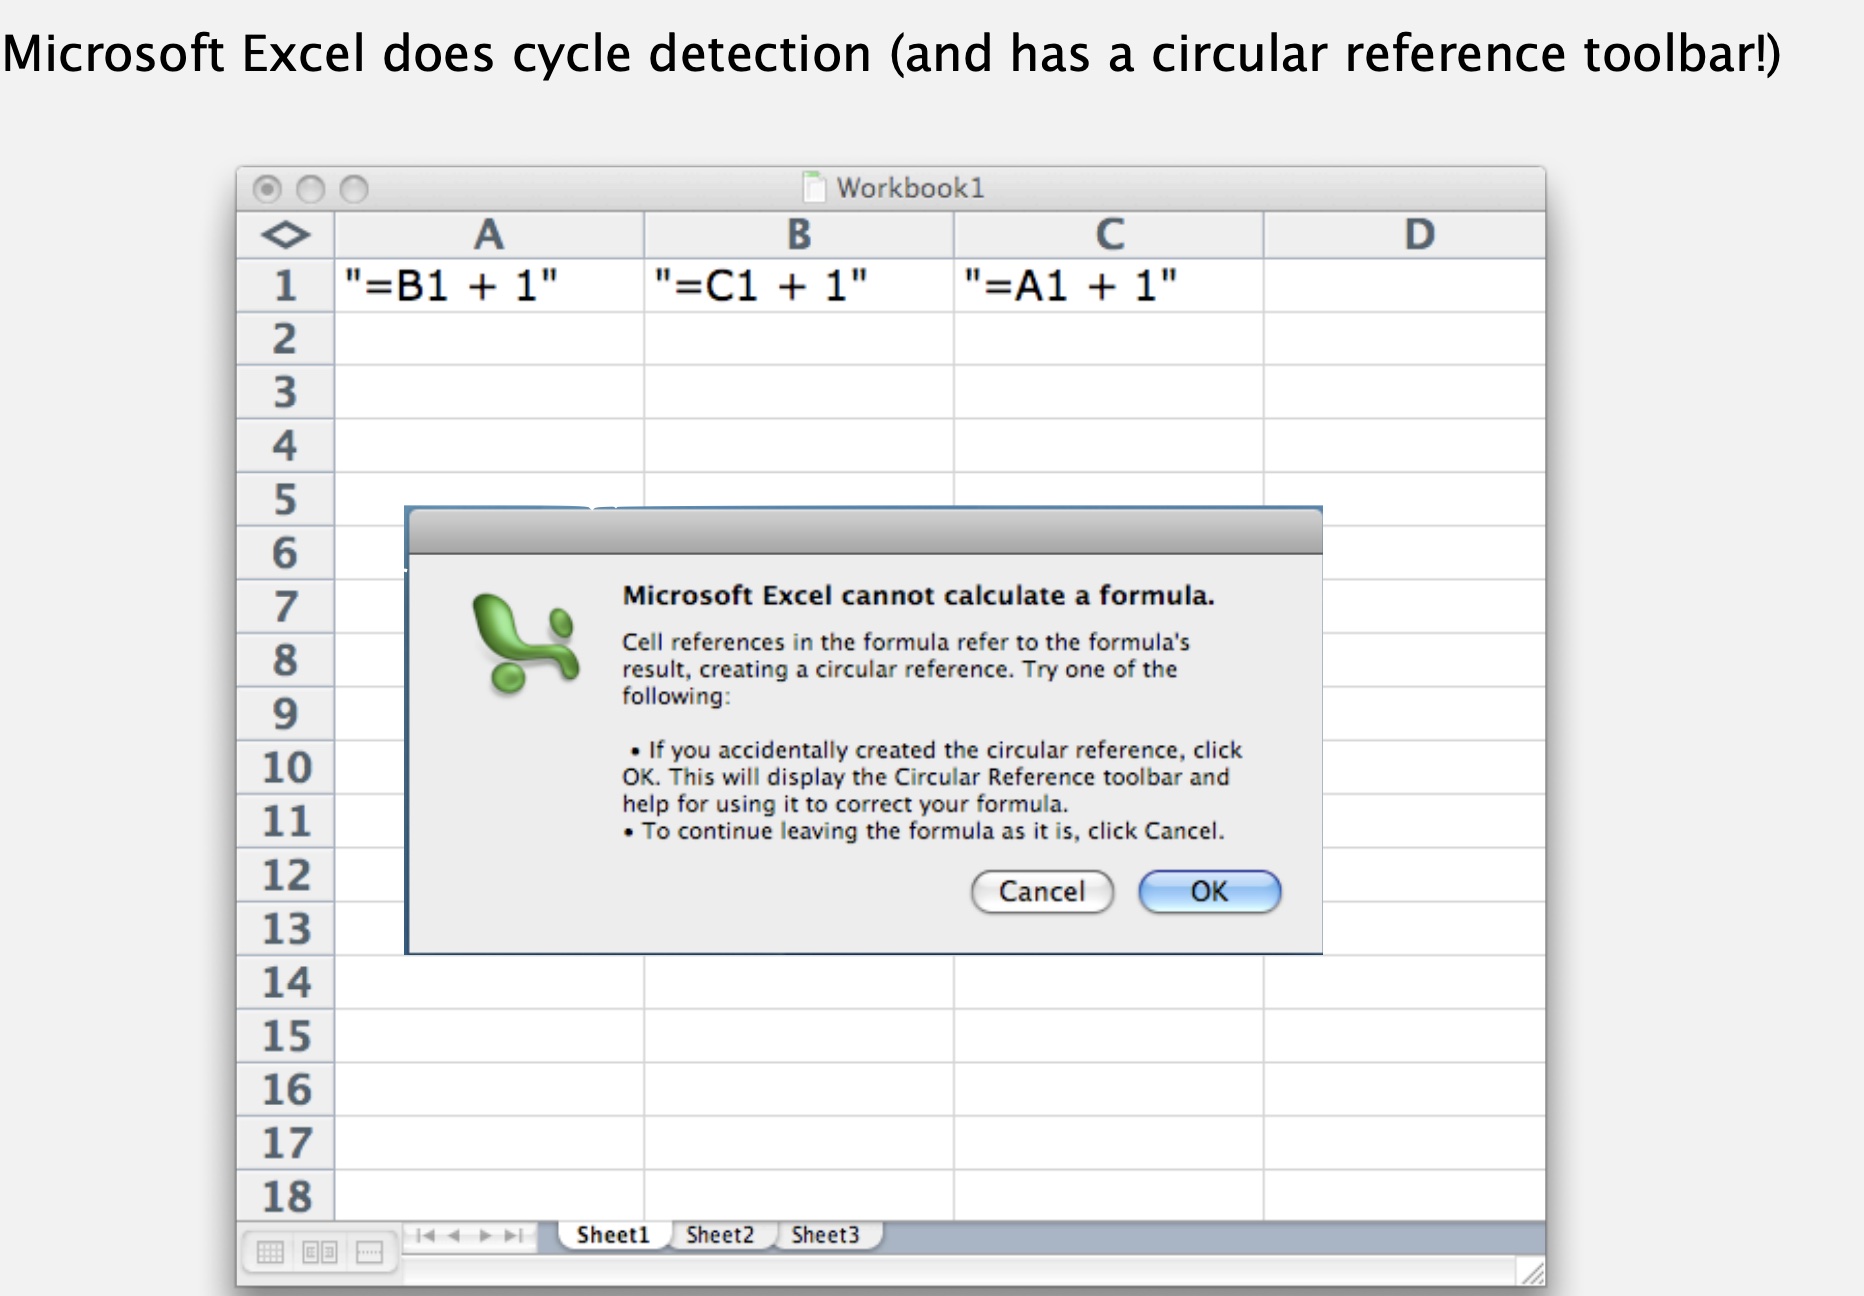 Microsoft Excel does cycle detection (and has a circular reference toolbar!)
Workbook1
A B C D
1 "=B1 + 1" "=C1 + 1" "=A1 + 1"
2
3
4
5
6
7
8
9
10
11
12
13
14
15
16
17
18
Microsoft Excel cannot calculate a formula.
Cell references in the formula refer to the formula's
result, creating a circular reference. Try one of the
following:
• If you accidentally created the circular reference, click
OK. This will display the Circular Reference toolbar and
help for using it to correct your formula.
• To continue leaving the formula as it is, click Cancel.
Cancel OK
Sheet1 Sheet2 Sheet3